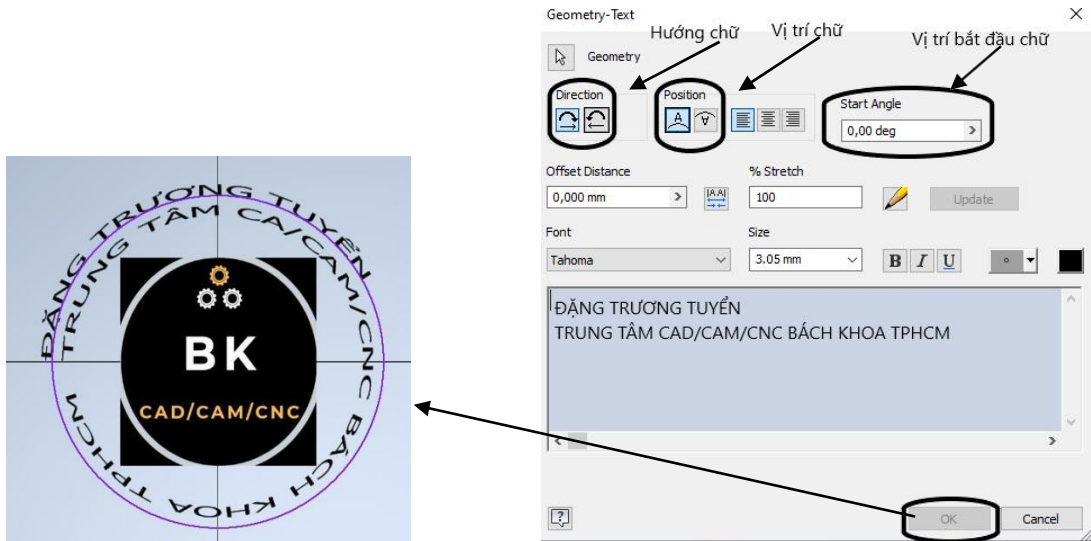 Geometry-Text
Hướng chữ
Vị trí chữ
Vị trí bắt đầu chữ
Geometry
Direction
Position
A A
Start Angle
0,00 deg
Offset Distance
% Stretch
0,000 mm
|A A|
100
Update
Font
Size
Tahoma
3.05 mm
B I U
ĐẶNG TRƯƠNG TUYỂN
TRUNG TÂM CAD/CAM/CNC BÁCH KHOA TPHCM
OK
Cancel
?
ĐẶNG TRƯƠNG TUYỂN
TRUNG TÂM CA/CAM/CNC BÁCH KHOA TPHCM
BK
CAD/CAM/CNC